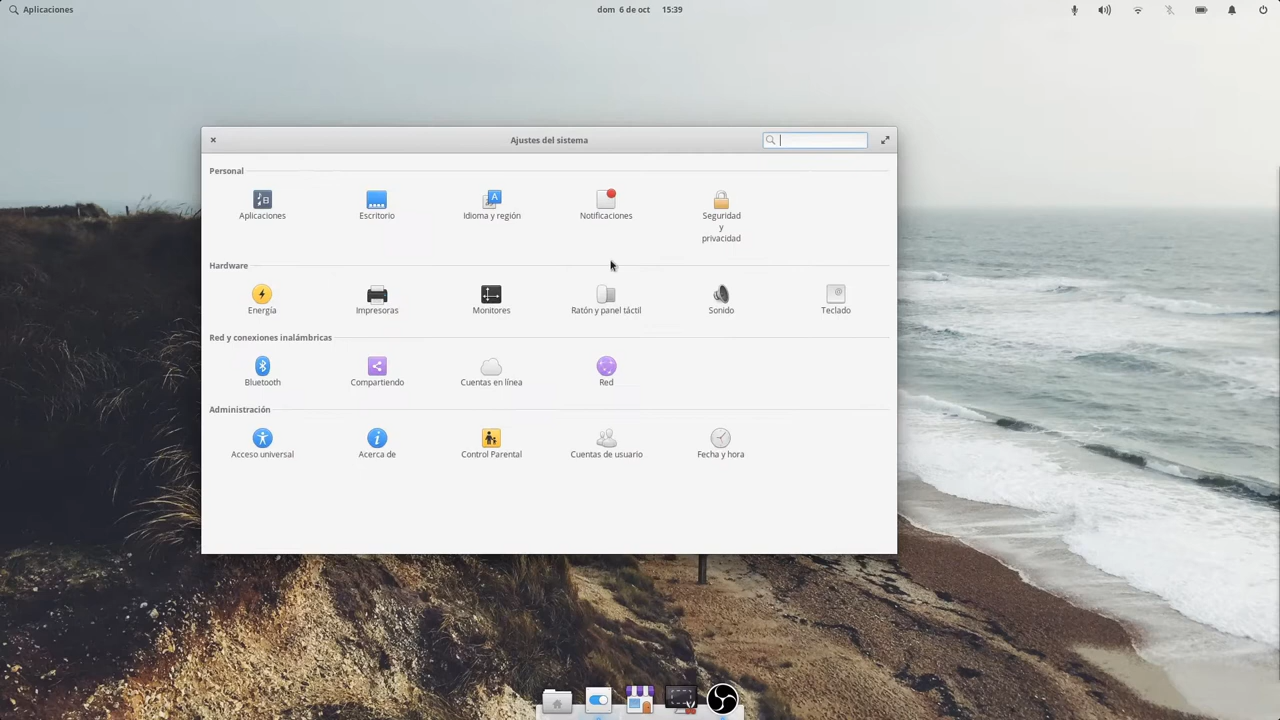 Aplicaciones
dom 6 de oct 15:39
Ajustes del sistema
Personal
Aplicaciones
Escritorio
Idioma y región
Notificaciones
Seguridad
y
privacidad
Hardware
Energía
Impresoras
Monitores
Ratón y panel táctil
Sonido
Teclado
Red y conexiones inalámbricas
Bluetooth
Compartiendo
Cuentas en línea
Red
Administración
Acceso universal
Acerca de
Control Parental
Cuentas de usuario
Fecha y hora